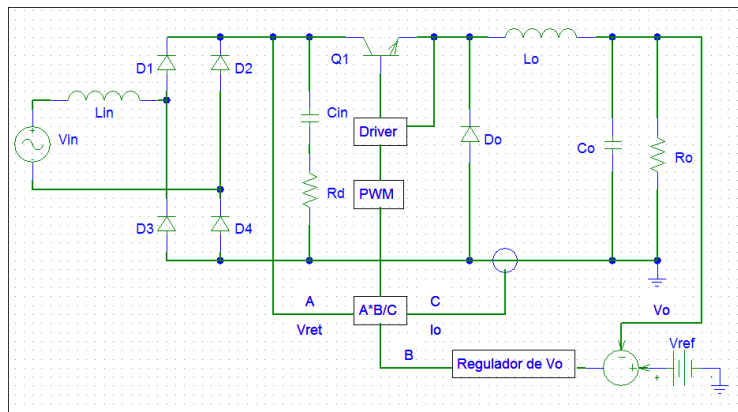 D1
D2
Q1
Lo
Lin
Cin
Vin
Driver
Do
Co
Ro
Rd
PWM
D3
D4
A
A*B/C
C
Vret
Io
Vo
B
Regulador de Vo
Vref